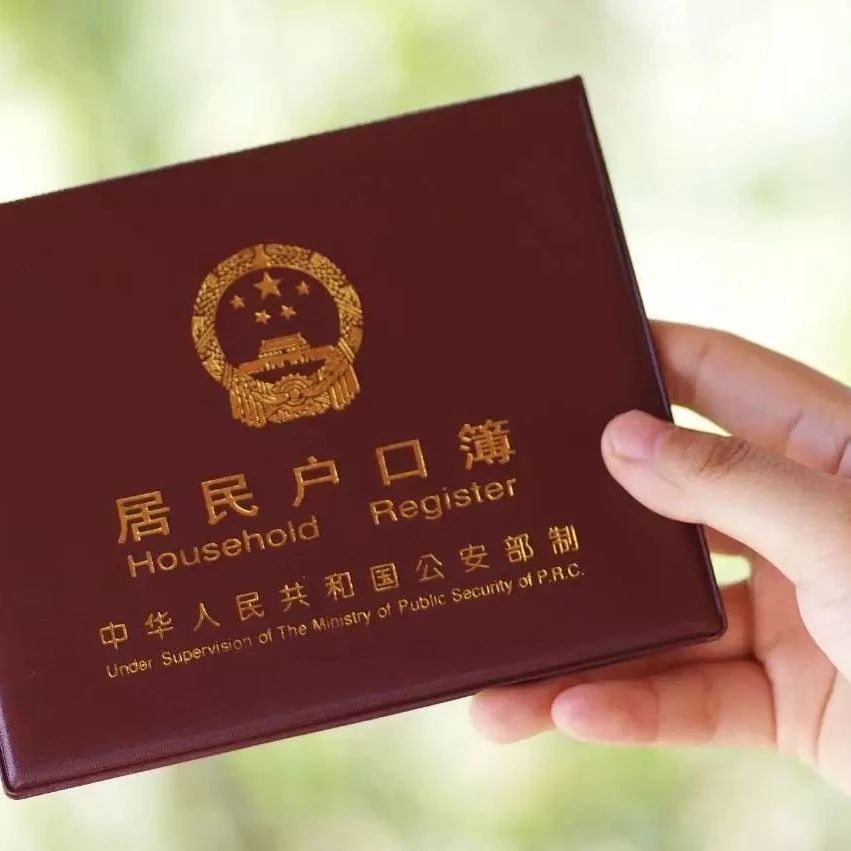 居民户口簿
Household Register
中华人民共和国公安部制
Under Supervision of The Ministry of Public Security of P.R.C.